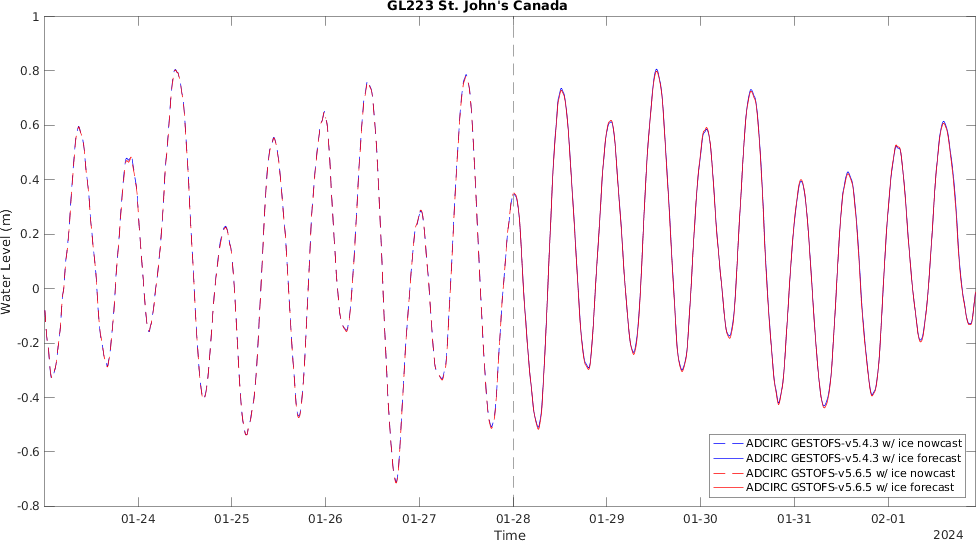 GL223 St. John's Canada
Water Level (m)
1
0.8
0.6
0.4
0.2
0
-0.2
-0.4
-0.6
-0.8
ADCIRC GESTOFS-v5.4.3 w/ ice nowcast
ADCIRC GESTOFS-v5.4.3 w/ ice forecast
ADCIRC GSTOFS-v5.6.5 w/ ice nowcast
ADCIRC GSTOFS-v5.6.5 w/ ice forecast
01-24 01-25 01-26 01-27 01-28 01-29 01-30 01-31 02-01
Time
2024